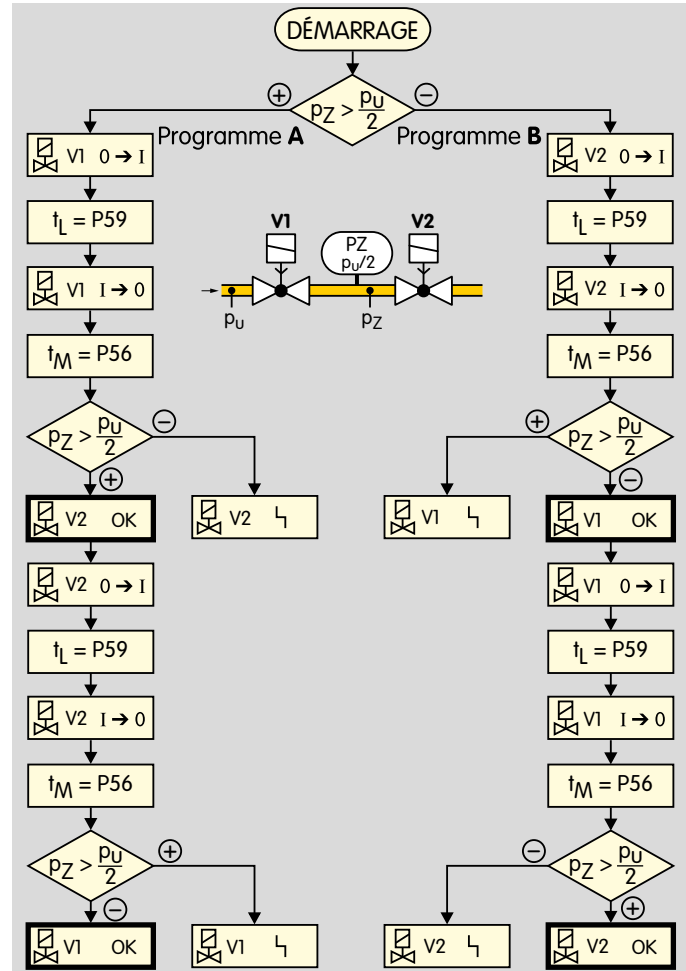 DÉMARRAGE
pZ > pU/2
+
−
Programme A
Programme B
V1 0 → I
V2 0 → I
tL = P59
tL = P59
V1
V2
PZ
pU/2
V1 I → 0
V2 I → 0
pU
pZ
tM = P56
tM = P56
pZ > pU/2
−
+
pZ > pU/2
+
−
V2 OK
V2
V1
V1 OK
V2 0 → I
V1 0 → I
tL = P59
tL = P59
V2 I → 0
V1 I → 0
tM = P56
tM = P56
pZ > pU/2
+
−
pZ > pU/2
−
+
V1 OK
V1
V2
V2 OK